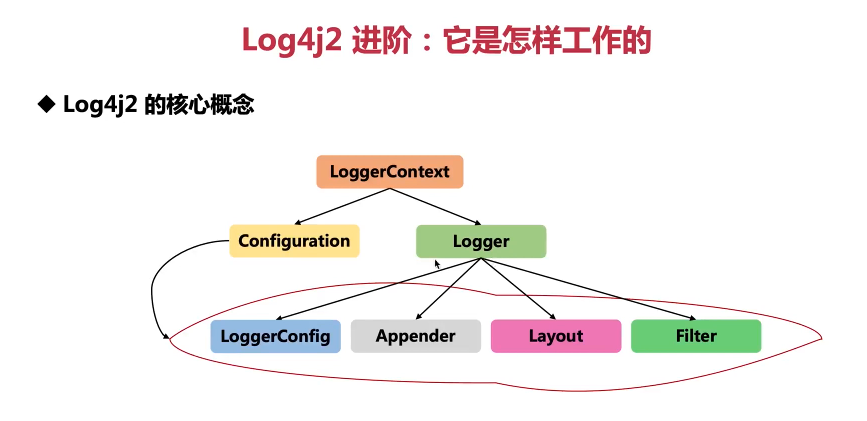 Log4j2 进阶：它是怎样工作的
◆ Log4j2 的核心概念
LoggerContext
Configuration
Logger
LoggerConfig
Appender
Layout
Filter